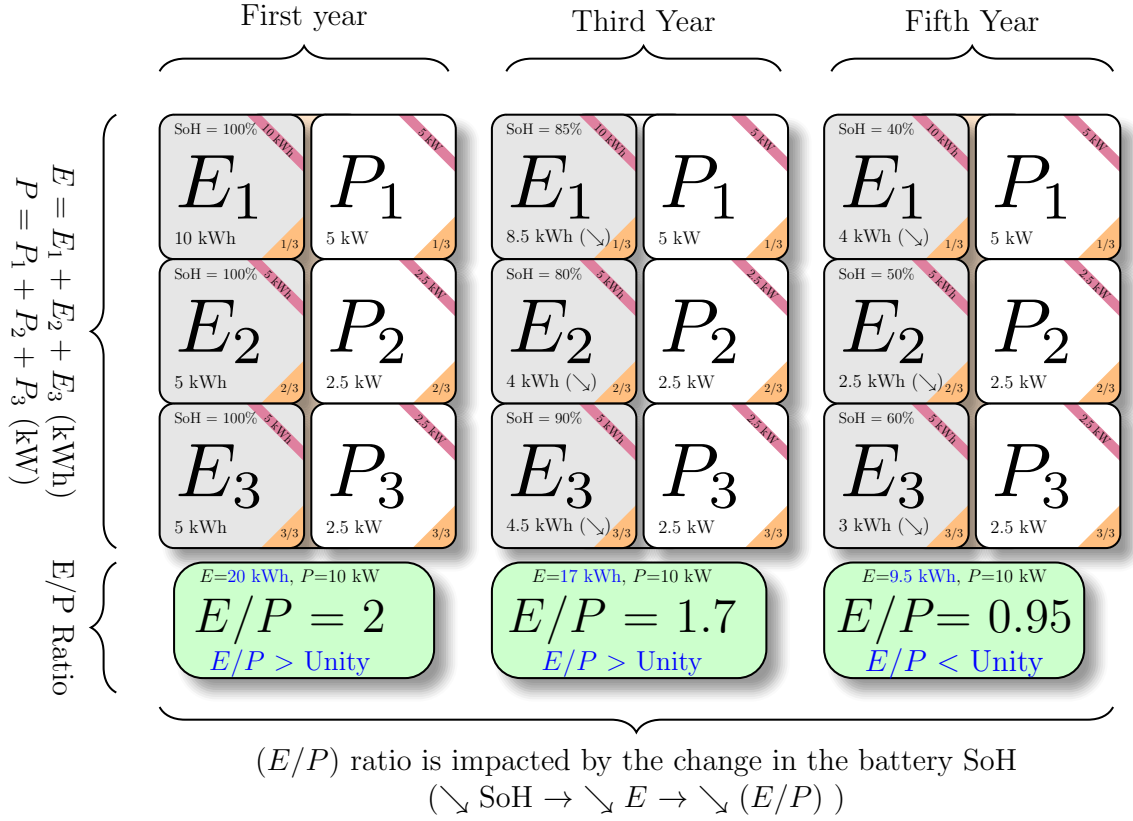 First year
Third Year
Fifth Year
E = E₁ + E₂ + E₃ (kWh)
P = P₁ + P₂ + P₃ (kW)
SoH = 100%
10 kWh
E₁
10 kWh
1/3
5 kW
P₁
5 kW
1/3
SoH = 85%
10 kWh
E₁
8.5 kWh (↘)
1/3
5 kW
P₁
5 kW
1/3
SoH = 40%
10 kWh
E₁
4 kWh (↘)
1/3
5 kW
P₁
5 kW
1/3
SoH = 100%
5 kWh
E₂
5 kWh
2/3
2.5 kW
P₂
2.5 kW
2/3
SoH = 80%
5 kWh
E₂
4 kWh (↘)
2/3
2.5 kW
P₂
2.5 kW
2/3
SoH = 50%
5 kWh
E₂
2.5 kWh (↘)
2/3
2.5 kW
P₂
2.5 kW
2/3
SoH = 100%
5 kWh
E₃
5 kWh
3/3
2.5 kW
P₃
2.5 kW
3/3
SoH = 90%
5 kWh
E₃
4.5 kWh (↘)
3/3
2.5 kW
P₃
2.5 kW
3/3
SoH = 60%
5 kWh
E₃
3 kWh (↘)
3/3
2.5 kW
P₃
2.5 kW
3/3
E/P Ratio
E=20 kWh, P=10 kW
E/P = 2
E/P > Unity
E=17 kWh, P=10 kW
E/P = 1.7
E/P > Unity
E=9.5 kWh, P=10 kW
E/P= 0.95
E/P < Unity
(E/P) ratio is impacted by the change in the battery SoH
(↘ SoH → ↘ E → ↘ (E/P) )